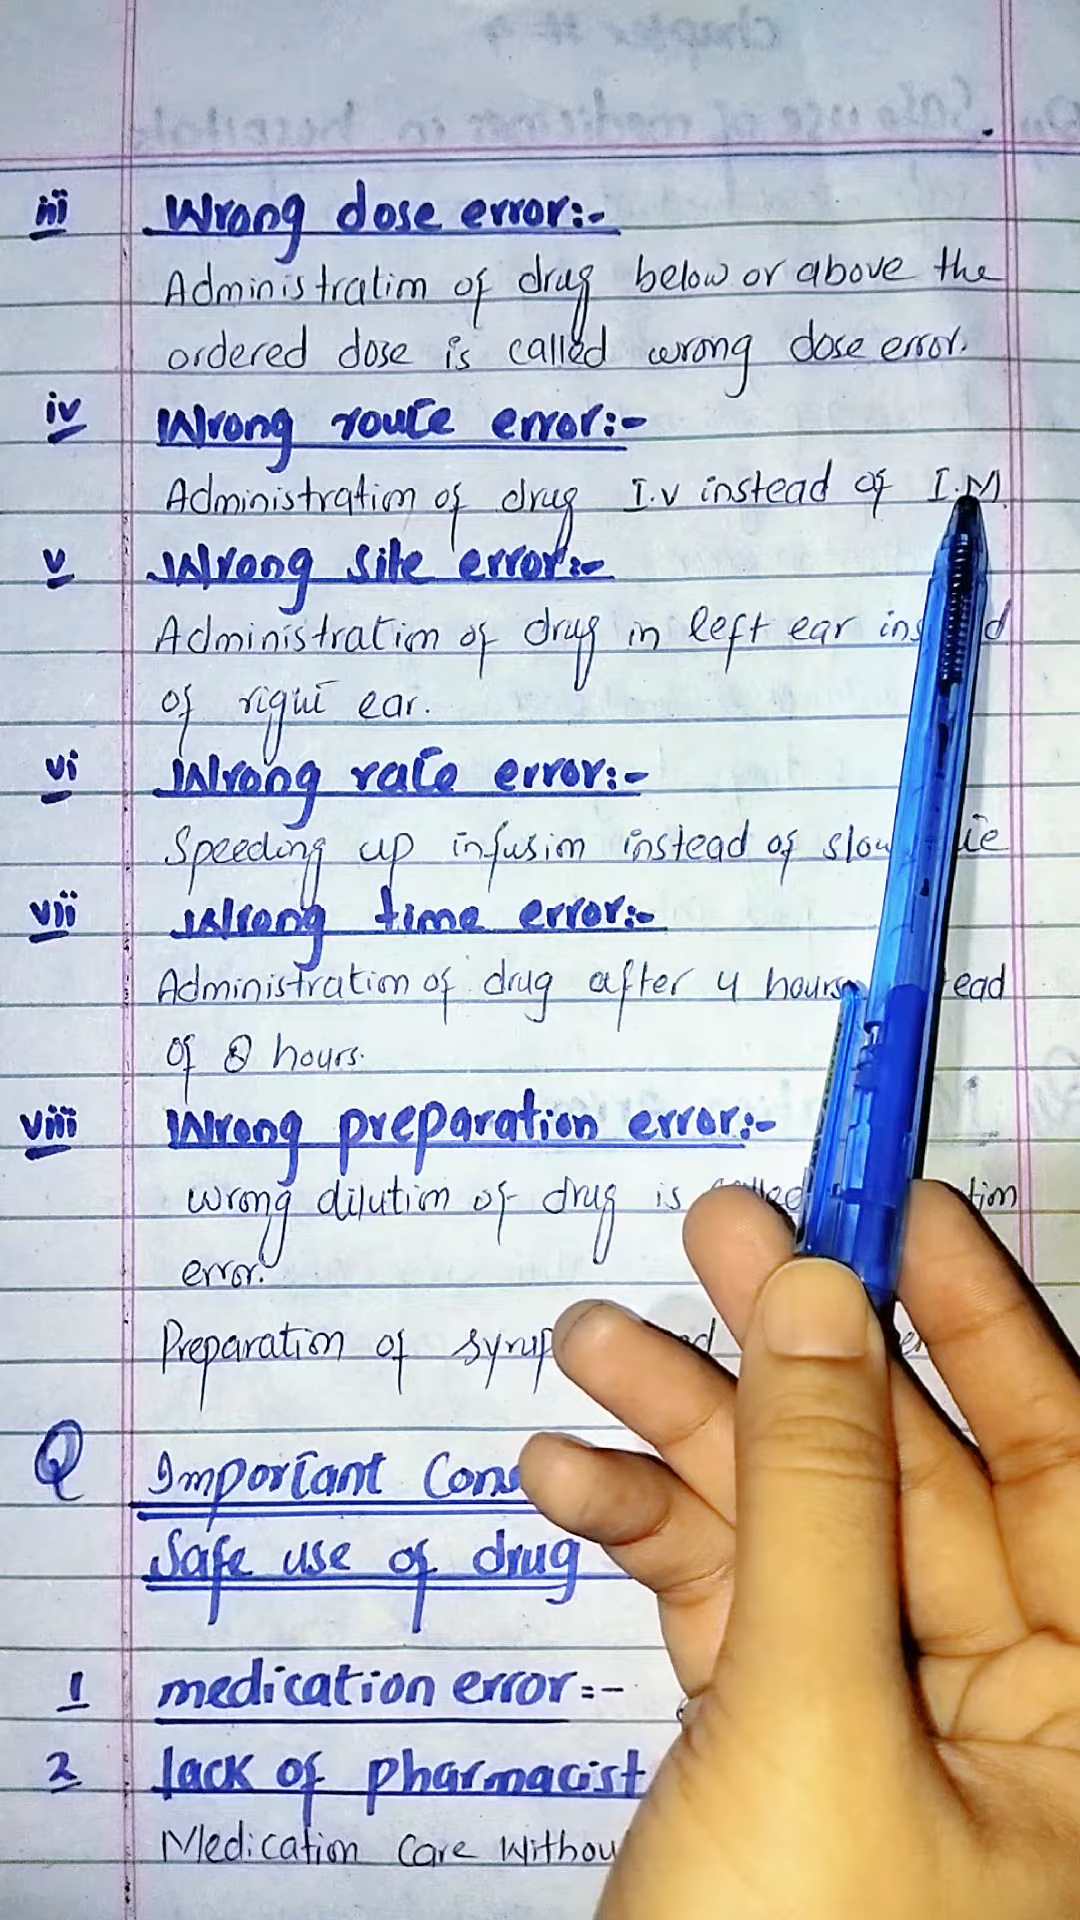 iii Wrong dose error:-
Administration of drug below or above the
ordered dose is called wrong dose error.
iv Wrong route error:-
Administration of drug I.V instead of I.M
v Wrong site error:-
Administration of drug in left ear
of right ear.
vi Wrong rate error:-
Speeding up infusion instead of
vii Wrong time error:-
Administration of drug after 4 hours
of 8 hours.
viii Wrong preparation error:-
wrong dilution of drug is
error.
Preparation of syrup
Q Important
Safe use of drug
1 medication error:-
2 lack of pharmacist
Medication Care